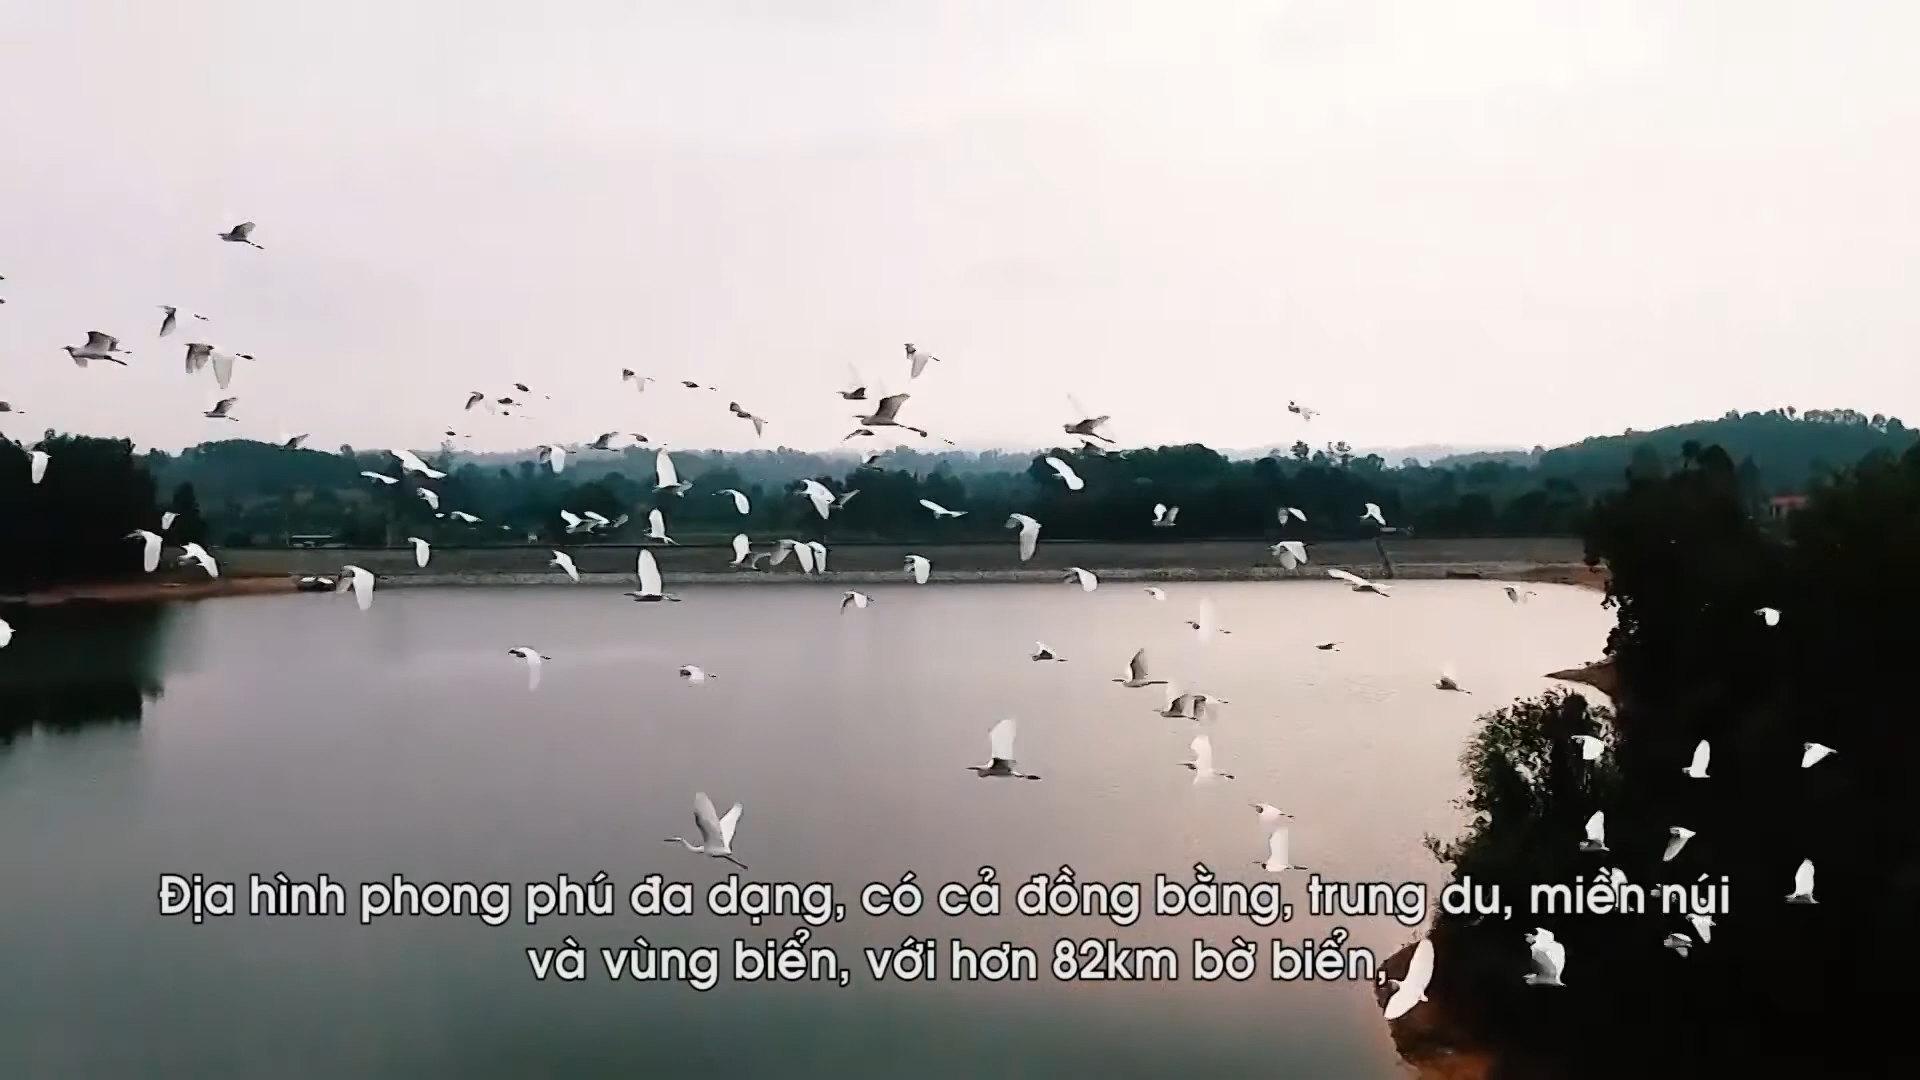 Địa hình phong phú đa dạng, có cả đồng bằng, trung du, miền núi
và vùng biển, với hơn 82km bờ biển,